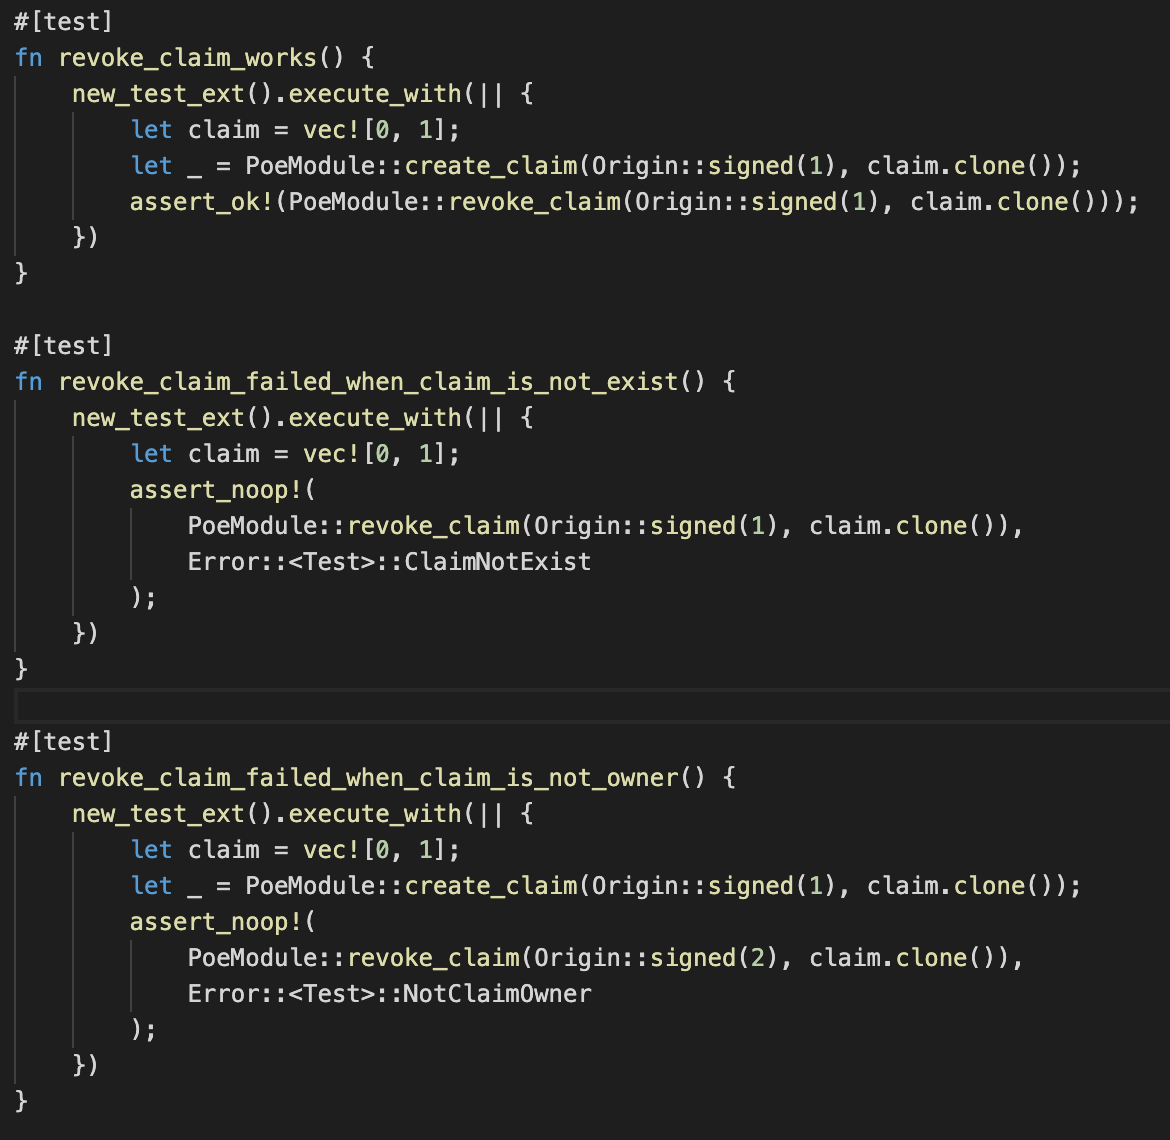 #[test]
fn revoke_claim_works() {
    new_test_ext().execute_with(|| {
        let claim = vec![0, 1];
        let _ = PoeModule::create_claim(Origin::signed(1), claim.clone());
        assert_ok!(PoeModule::revoke_claim(Origin::signed(1), claim.clone()));
    })
}

#[test]
fn revoke_claim_failed_when_claim_is_not_exist() {
    new_test_ext().execute_with(|| {
        let claim = vec![0, 1];
        assert_noop!(
            PoeModule::revoke_claim(Origin::signed(1), claim.clone()),
            Error::<Test>::ClaimNotExist
        );
    })
}

#[test]
fn revoke_claim_failed_when_claim_is_not_owner() {
    new_test_ext().execute_with(|| {
        let claim = vec![0, 1];
        let _ = PoeModule::create_claim(Origin::signed(1), claim.clone());
        assert_noop!(
            PoeModule::revoke_claim(Origin::signed(2), claim.clone()),
            Error::<Test>::NotClaimOwner
        );
    })
}